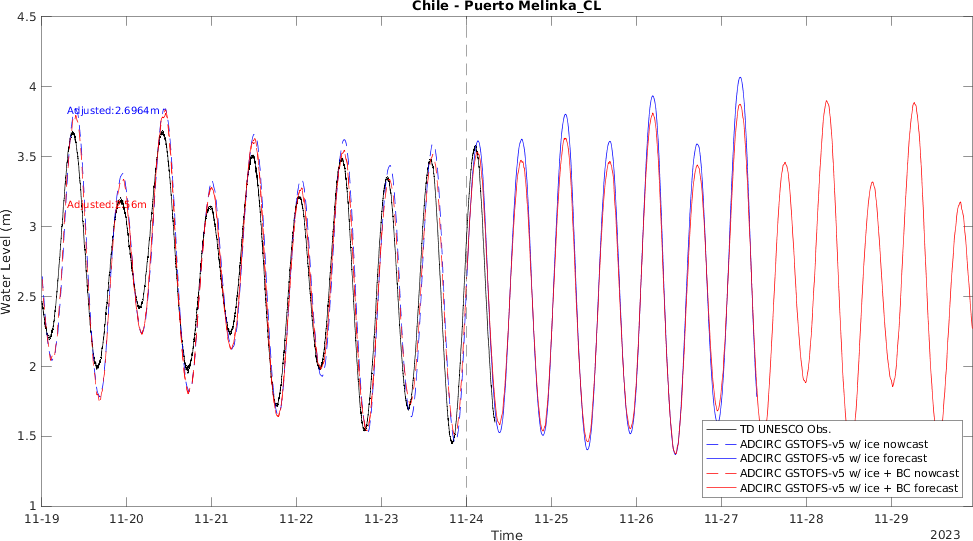 Chile - Puerto Melinka_CL
4.5
4
3.5
3
2.5
2
1.5
1
Water Level (m)
Adjusted:2.6964m
TD UNESCO Obs.
ADCIRC GSTOFS-v5 w/ ice nowcast
ADCIRC GSTOFS-v5 w/ ice forecast
ADCIRC GSTOFS-v5 w/ ice + BC nowcast
ADCIRC GSTOFS-v5 w/ ice + BC forecast
11-19
11-20
11-21
11-22
11-23
11-24
11-25
11-26
11-27
11-28
11-29
Time
2023